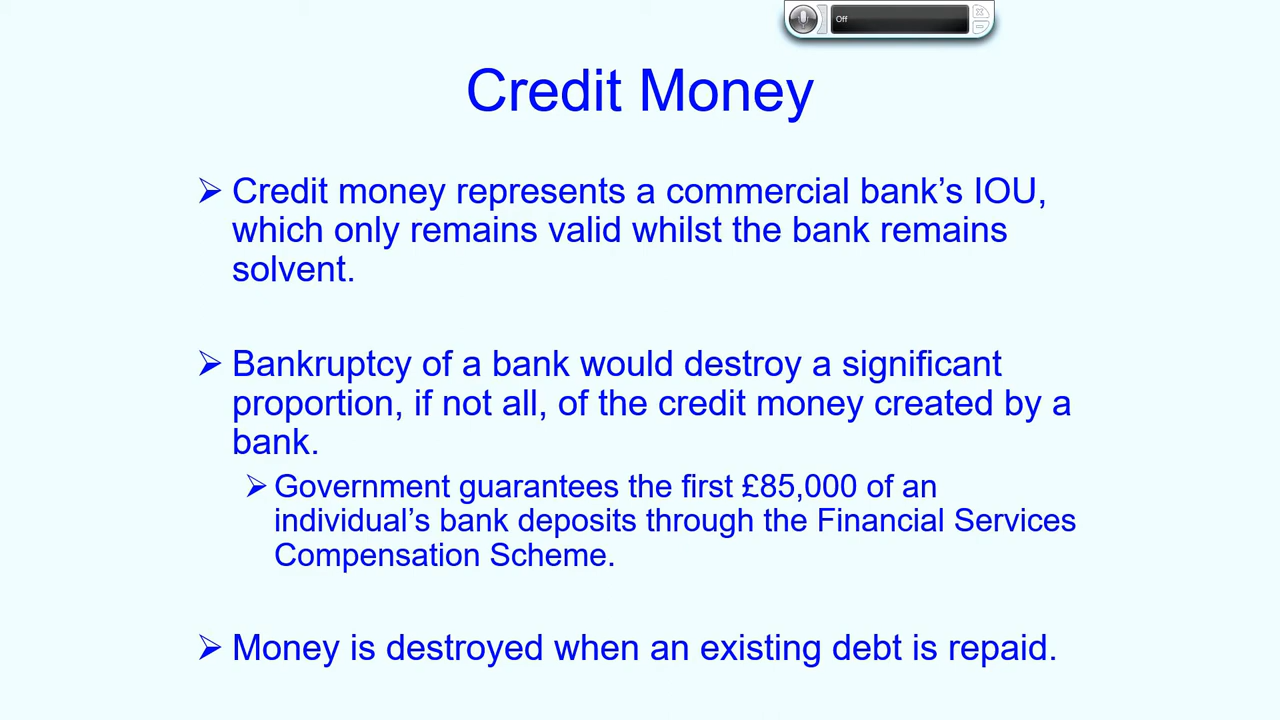 Off
Credit Money
➢ Credit money represents a commercial bank’s IOU,
which only remains valid whilst the bank remains
solvent.
➢ Bankruptcy of a bank would destroy a significant
proportion, if not all, of the credit money created by a
bank.
➢ Government guarantees the first £85,000 of an
individual’s bank deposits through the Financial Services
Compensation Scheme.
➢ Money is destroyed when an existing debt is repaid.